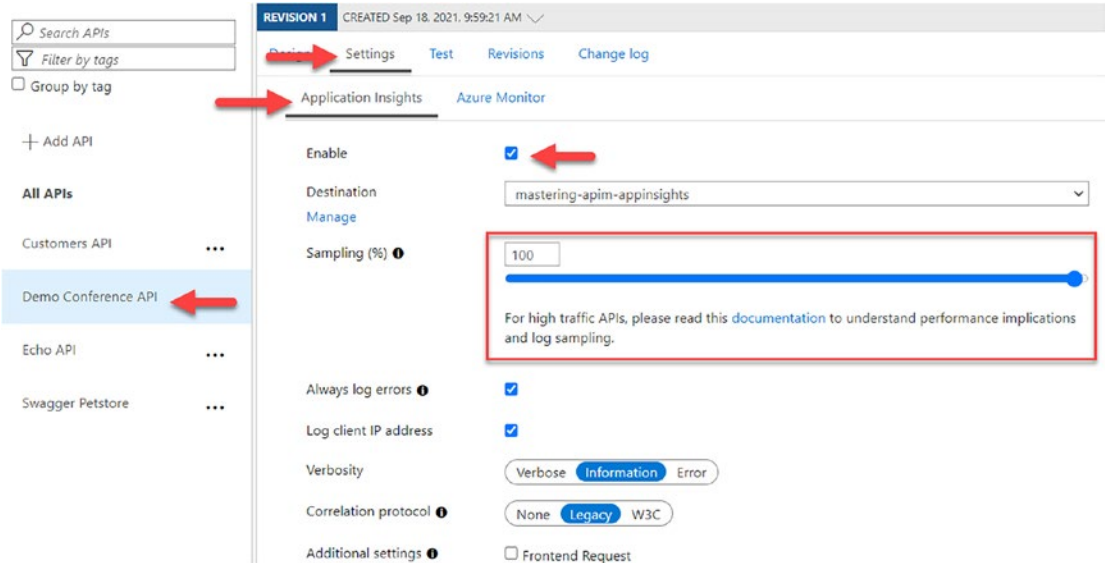 Search APIs
Filter by tags
Group by tag
Add API
All APIs
Customers API
Demo Conference API
Echo API
Swagger Petstore
REVISION 1 CREATED Sep 18, 2021, 9:59:21 AM
Settings Test Revisions Change log
Application Insights Azure Monitor
Enable
Destination mastering-apim-appinsights
Manage
Sampling (%) 100
For high traffic APIs, please read this documentation to understand performance implications
and log sampling.
Always log errors
Log client IP address
Verbosity Verbose Information Error
Correlation protocol None Legacy W3C
Additional settings Frontend Request